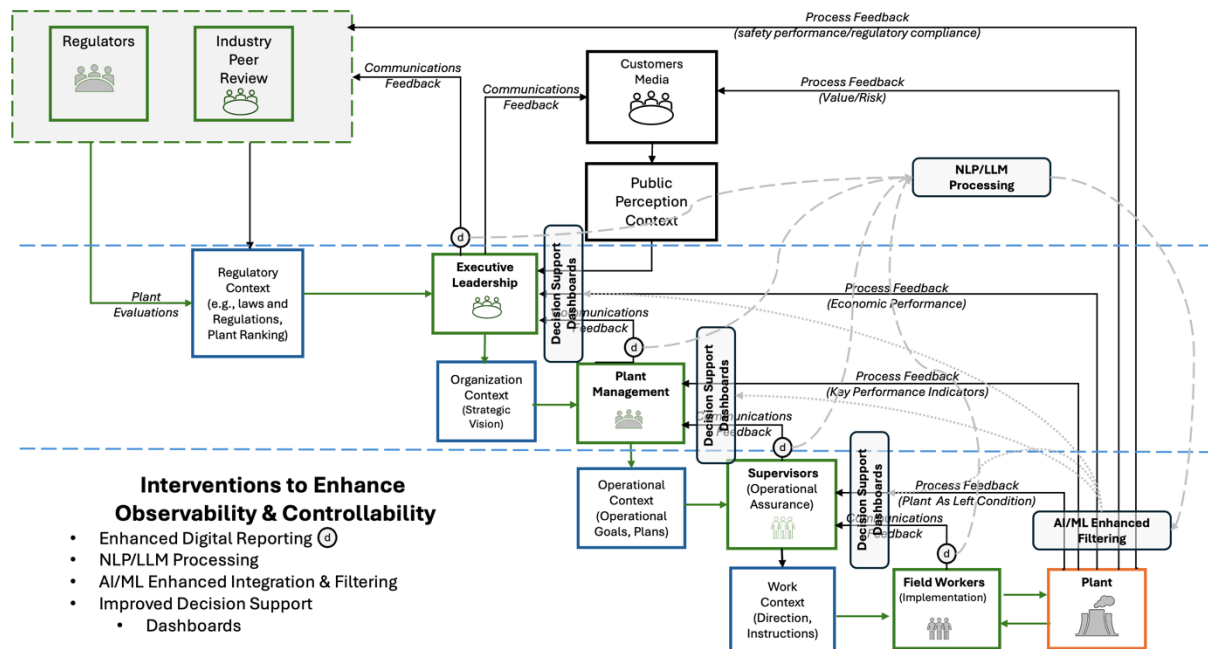 Process Feedback
(safety performance/regulatory compliance)
Regulators
Industry
Peer
Review
Communications
Feedback
Communications
Feedback
Customers
Media
Process Feedback
(Value/Risk)
NLP/LLM
Processing
Public
Perception
Context
d
Decision Support
Dashboards
Regulatory
Context
(e.g., laws and
Regulations,
Plant Ranking)
Plant
Evaluations
Executive
Leadership
Process Feedback
(Economic Performance)
Communications
Feedback
d
Decision Support
Dashboards
Organization
Context
(Strategic
Vision)
Plant
Management
Process Feedback
(Key Performance Indicators)
Communications
Feedback
d
Decision Support
Dashboards
Operational
Context
(Operational
Goals, Plans)
Supervisors
(Operational
Assurance)
Process Feedback
(Plant As Left Condition)
Communications
Feedback
d
AI/ML Enhanced
Filtering
Work
Context
(Direction,
Instructions)
Field Workers
(Implementation)
Plant
Interventions to Enhance
Observability & Controllability
• Enhanced Digital Reporting d
• NLP/LLM Processing
• AI/ML Enhanced Integration & Filtering
• Improved Decision Support
• Dashboards